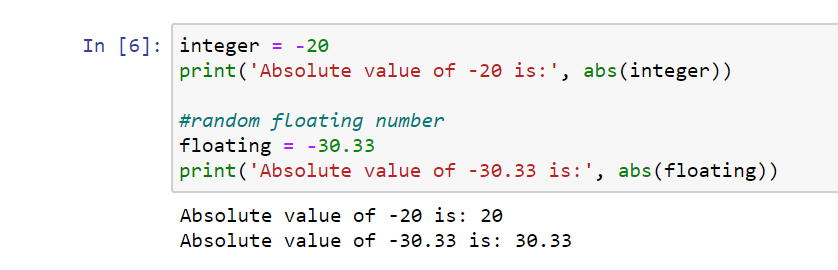 In [6]: integer = -20
print('Absolute value of -20 is:', abs(integer))
#random floating number
floating = -30.33
print('Absolute value of -30.33 is:', abs(floating))
Absolute value of -20 is: 20
Absolute value of -30.33 is: 30.33